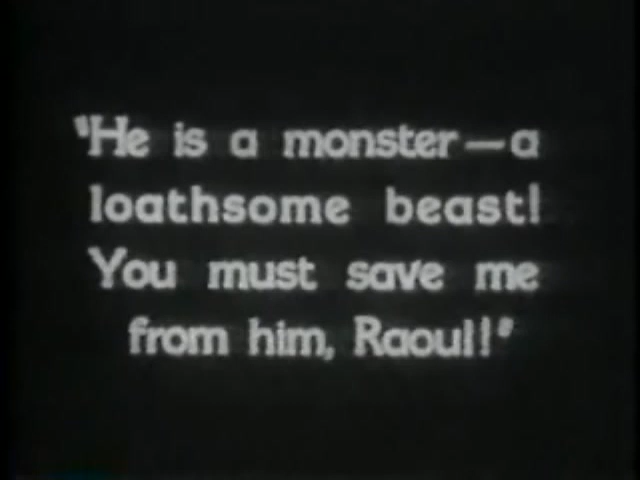 "He is a monster—a
loathsome beast!
You must save me
from him, Raoul!"